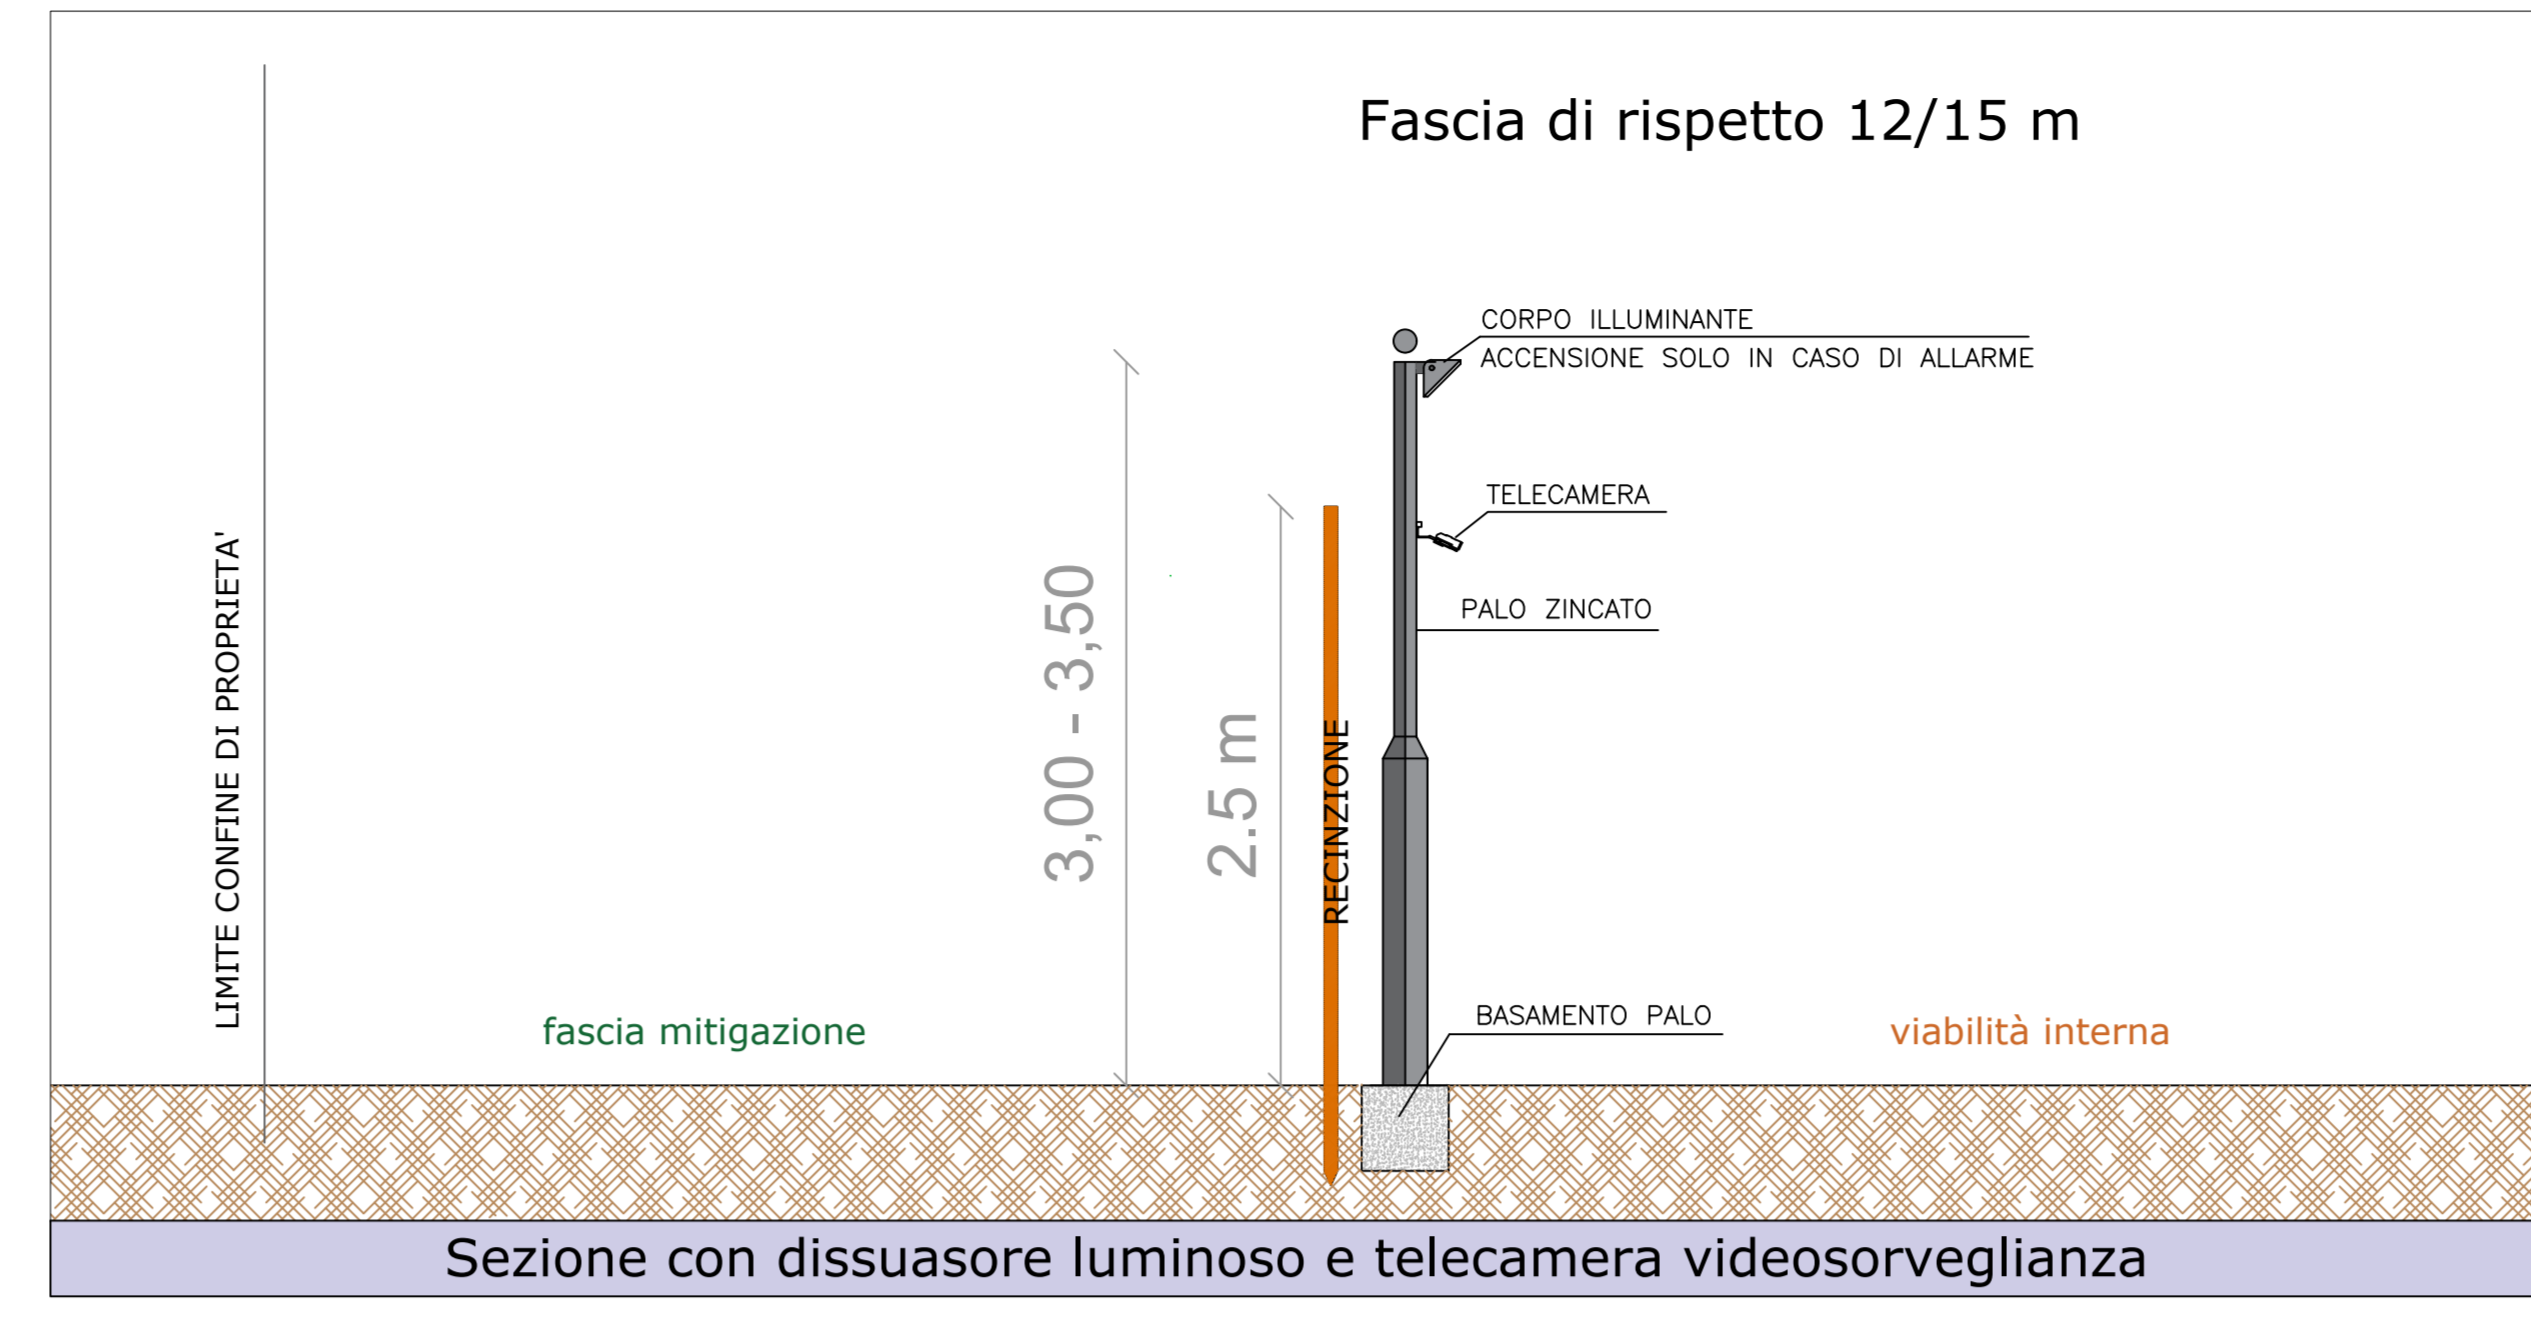 Fascia di rispetto 12/15 m
CORPO ILLUMINANTE
ACCENSIONE SOLO IN CASO DI ALLARME
TELECAMERA
PALO ZINCATO
LIMITE CONFINE DI PROPRIETA'
3,00 - 3,50
2.5 m
RECINZIONE
BASAMENTO PALO
fascia mitigazione
viabilità interna
Sezione con dissuasore luminoso e telecamera videosorveglianza